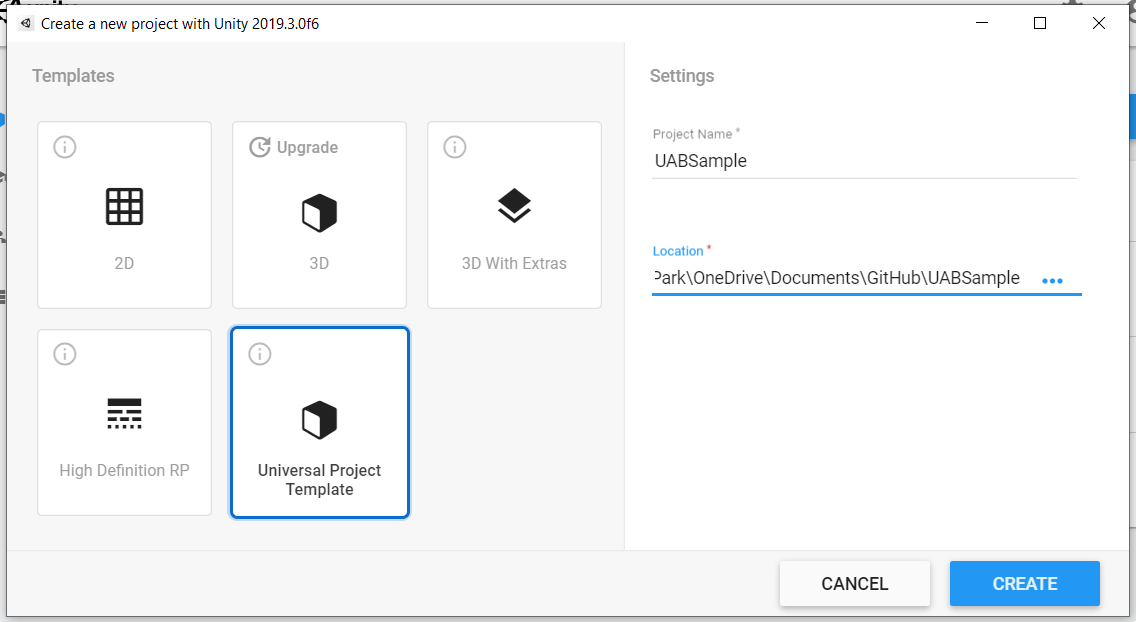 Create a new project with Unity 2019.3.0f6
Templates
Settings
Upgrade
2D
3D
3D With Extras
High Definition RP
Universal Project
Template
Project Name *
UABSample
Location *
Park\OneDrive\Documents\GitHub\UABSample
CANCEL
CREATE